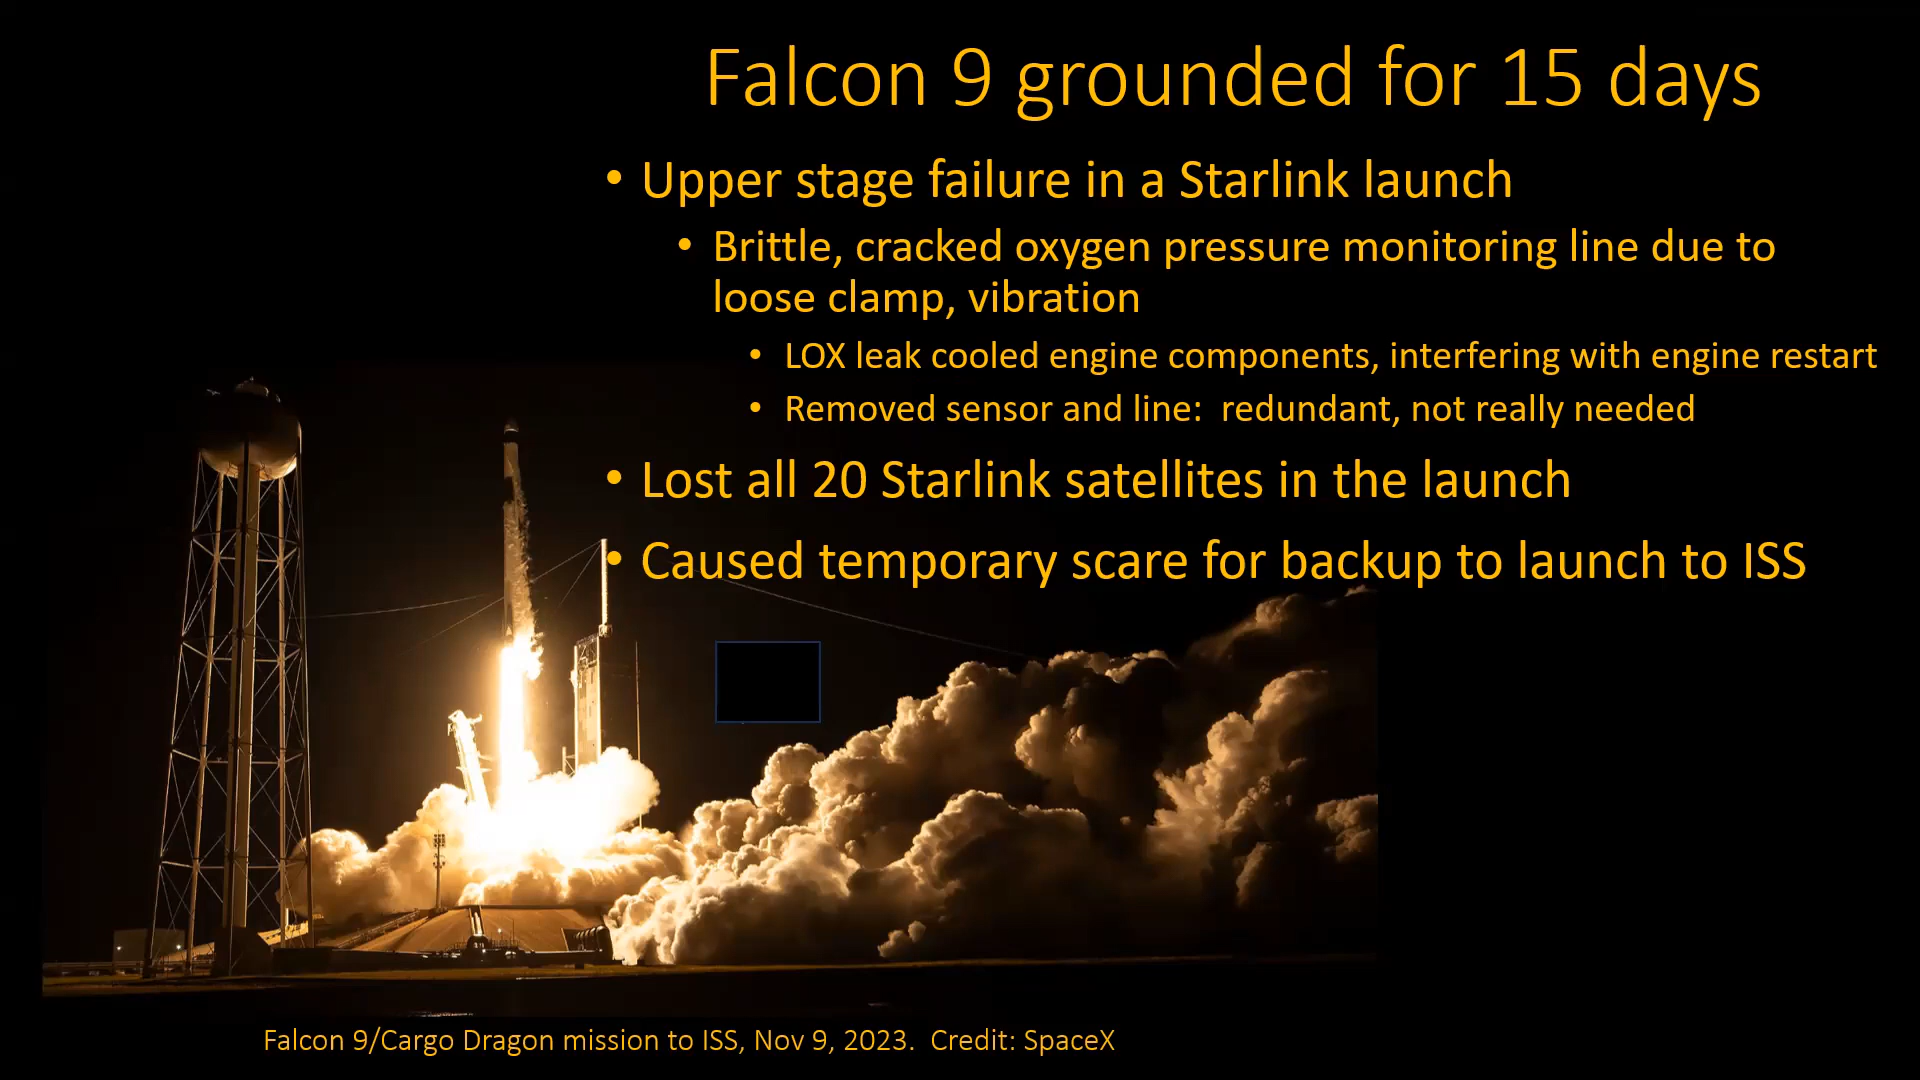 Falcon 9 grounded for 15 days
• Upper stage failure in a Starlink launch
• Brittle, cracked oxygen pressure monitoring line due to
loose clamp, vibration
• LOX leak cooled engine components, interfering with engine restart
• Removed sensor and line:  redundant, not really needed
• Lost all 20 Starlink satellites in the launch
• Caused temporary scare for backup to launch to ISS
Falcon 9/Cargo Dragon mission to ISS, Nov 9, 2023.  Credit: SpaceX